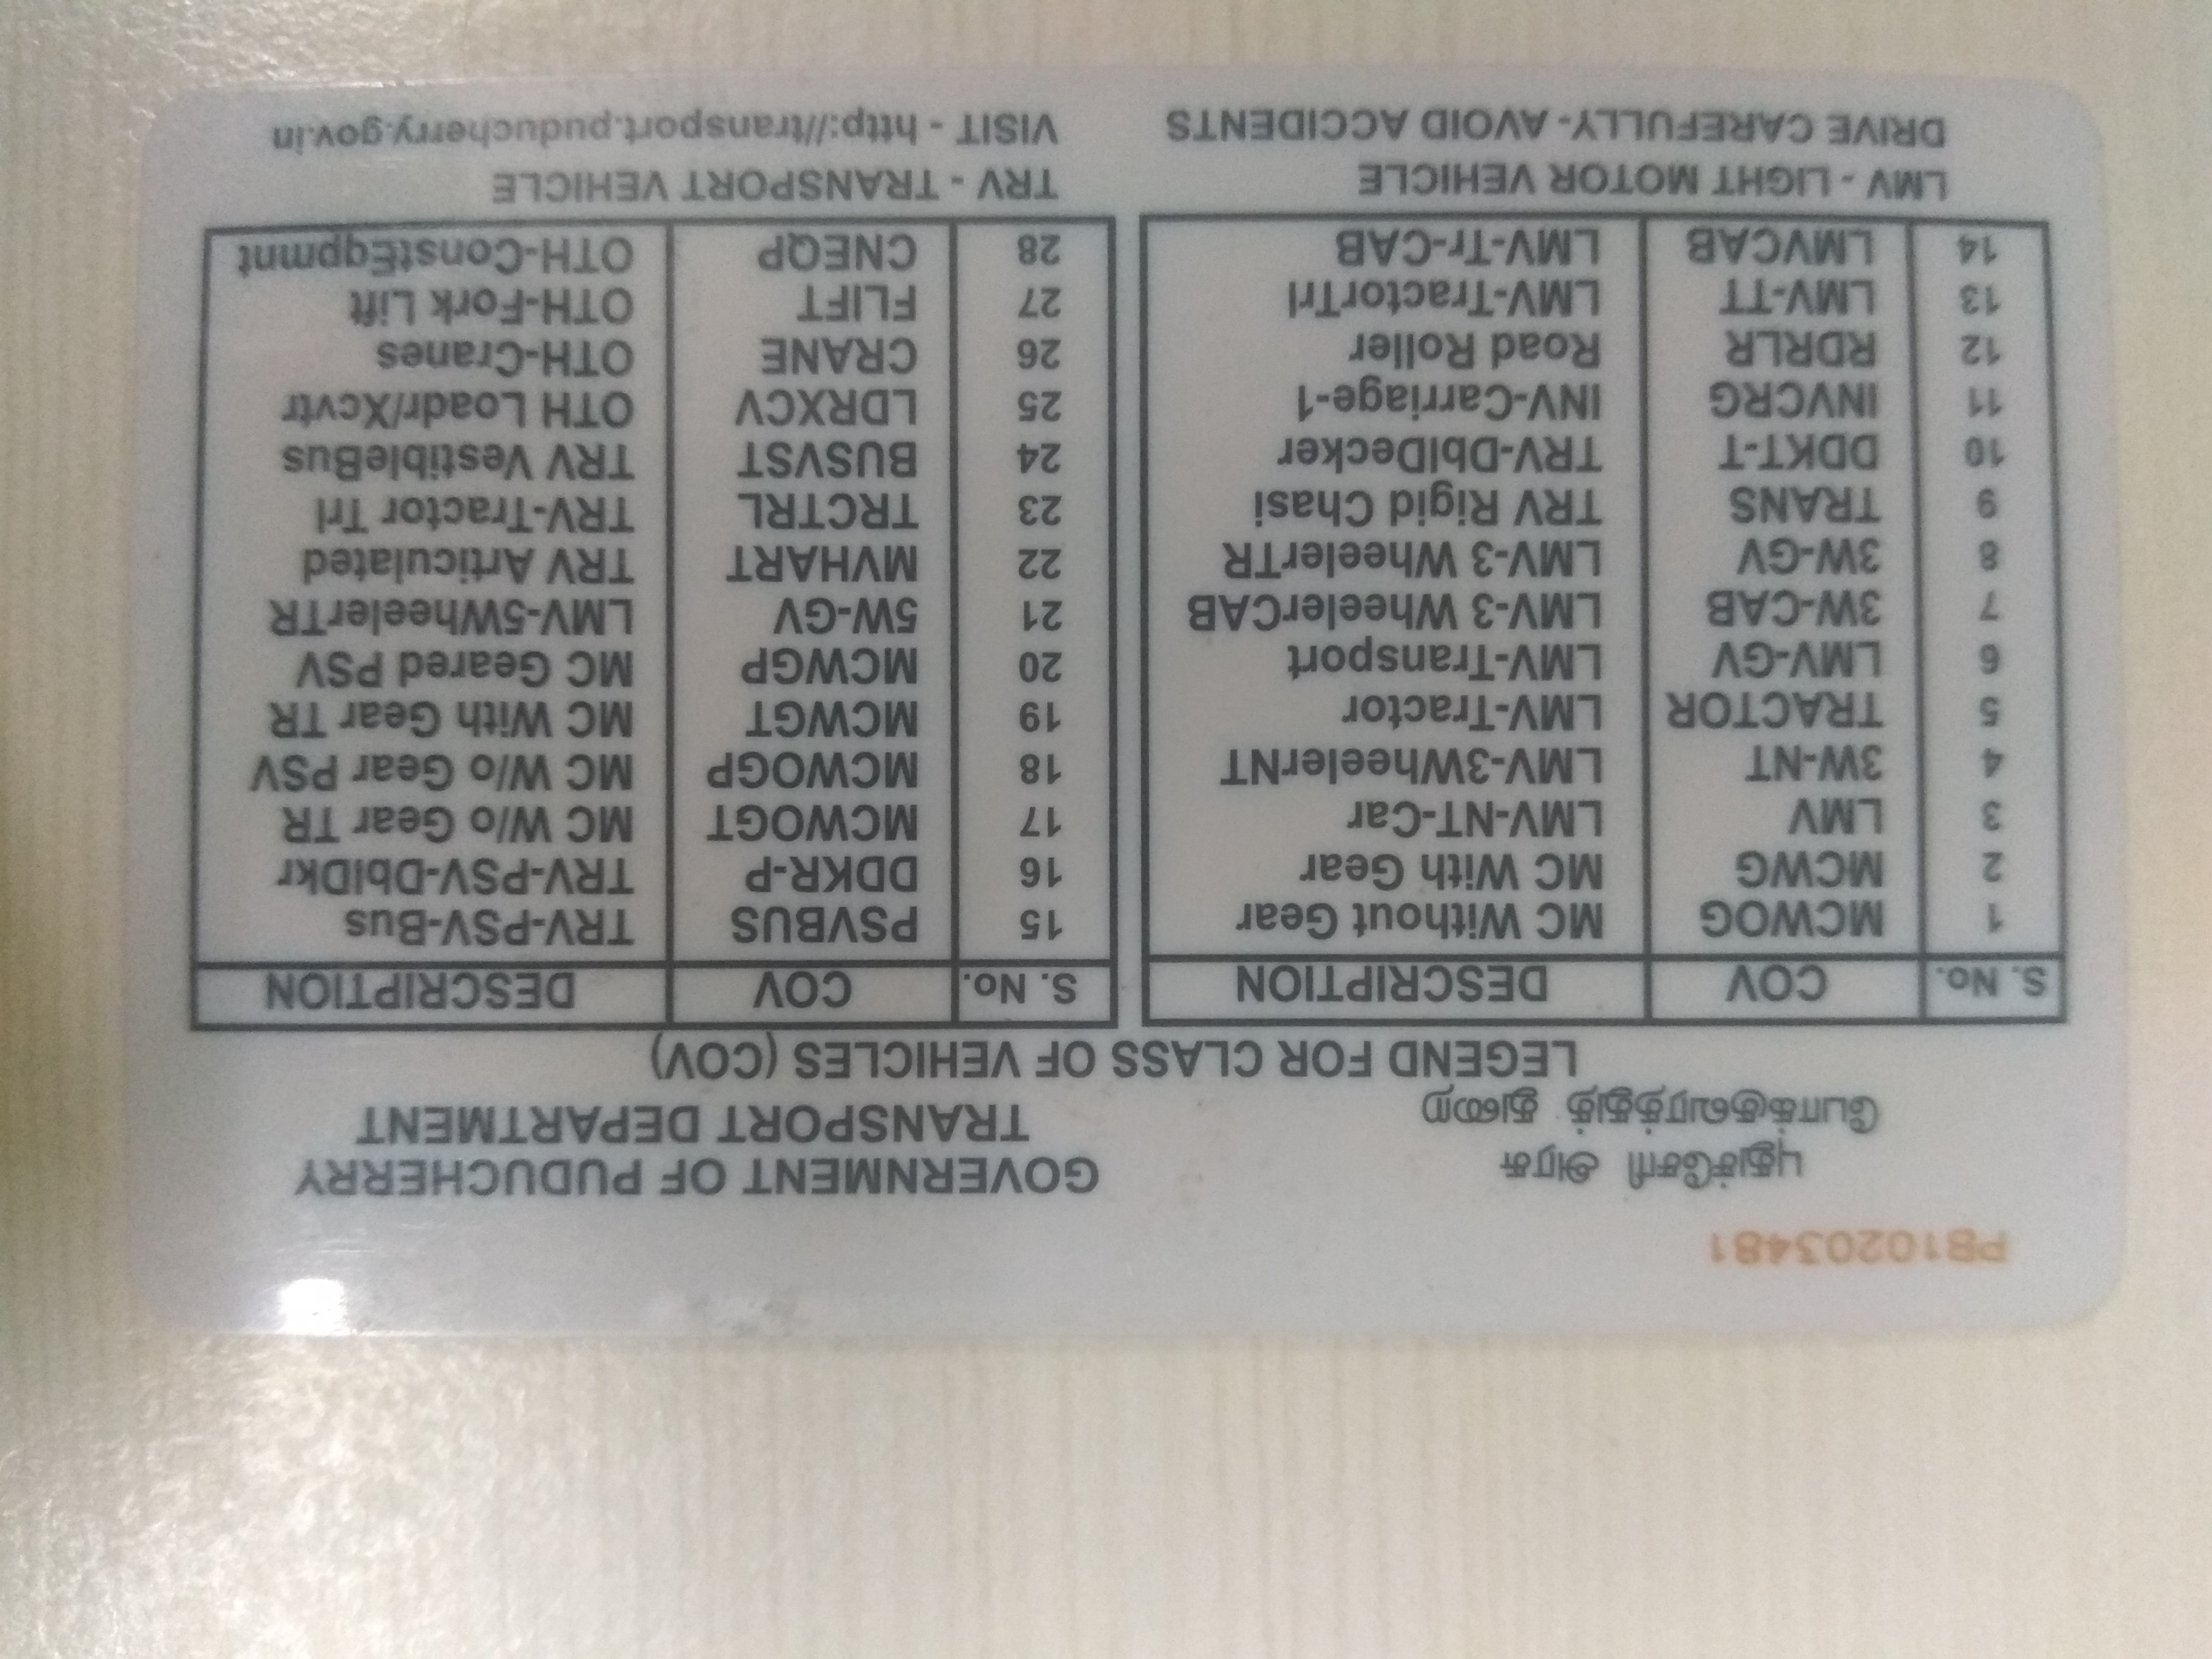 PB10203481
புதுச்சேரி அரசு
போக்குவரத்துத் துறை
GOVERNMENT OF PUDUCHERRY
TRANSPORT DEPARTMENT
LEGEND FOR CLASS OF VEHICLES (COV)
S. No. COV DESCRIPTION
1 MCWOG MC Without Gear
2 MCWG MC With Gear
3 LMV LMV-NT-Car
4 3W-NT LMV-3WheelerNT
5 TRACTOR LMV-Tractor
6 LMV-GV LMV-Transport
7 3W-CAB LMV-3 WheelerCAB
8 3W-GV LMV-3 WheelerTR
9 TRANS TRV Rigid Chasi
10 DDKT-T TRV-DblDecker
11 INVCRG INV-Carriage-1
12 RDRLR Road Roller
13 LMV-TT LMV-TractorTrl
14 LMVCAB LMV-Tr-CAB
S. No. COV DESCRIPTION
15 PSVBUS TRV-PSV-Bus
16 DDKR-P TRV-PSV-DblDkr
17 MCWOGT MC W/o Gear TR
18 MCWOGP MC W/o Gear PSV
19 MCWGT MC With Gear TR
20 MCWGP MC Geared PSV
21 5W-GV LMV-5WheelerTR
22 MVHART TRV Articulated
23 TRCTRL TRV-Tractor Trl
24 BUSVST TRV VestibleBus
25 LDRXCV OTH Loadr/Xcvtr
26 CRANE OTH-Cranes
27 FLIFT OTH-Fork Lift
28 CNEQP OTH-ConstEqpmnt
LMV - LIGHT MOTOR VEHICLE
TRV - TRANSPORT VEHICLE
DRIVE CAREFULLY- AVOID ACCIDENTS
VISIT - http://transport.puducherry.gov.in